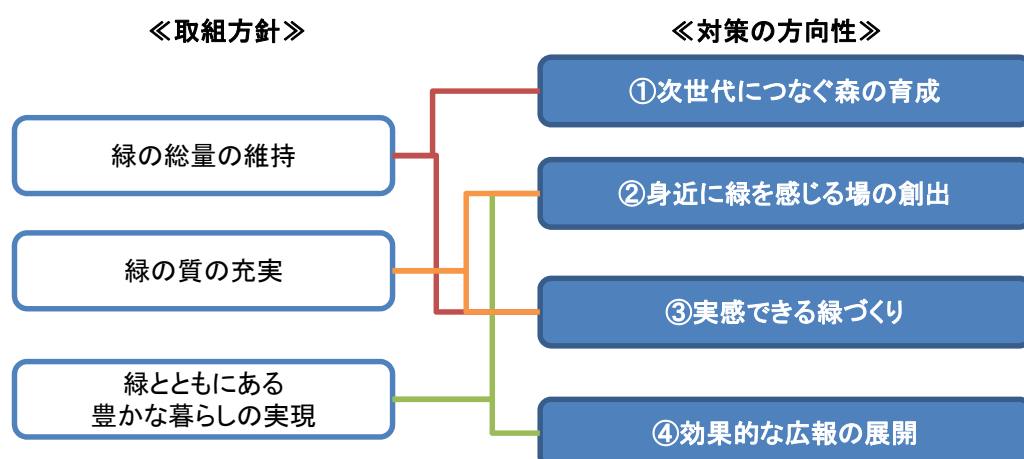 ≪取組方針≫
≪対策の方向性≫
緑の総量の維持
緑の質の充実
緑とともにある
豊かな暮らしの実現
①次世代につなぐ森の育成
②身近に緑を感じる場の創出
③実感できる緑づくり
④効果的な広報の展開